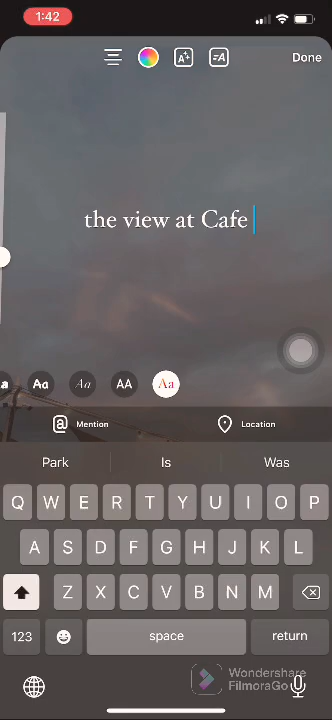 1:42
Done
the view at Cafe
a Aa Aa AA Aa
Mention Location
Park Is Was
Q W E R T Y U I O P
A S D F G H J K L
Z X C V B N M
123 space return
Wondershare
FilmoraGo